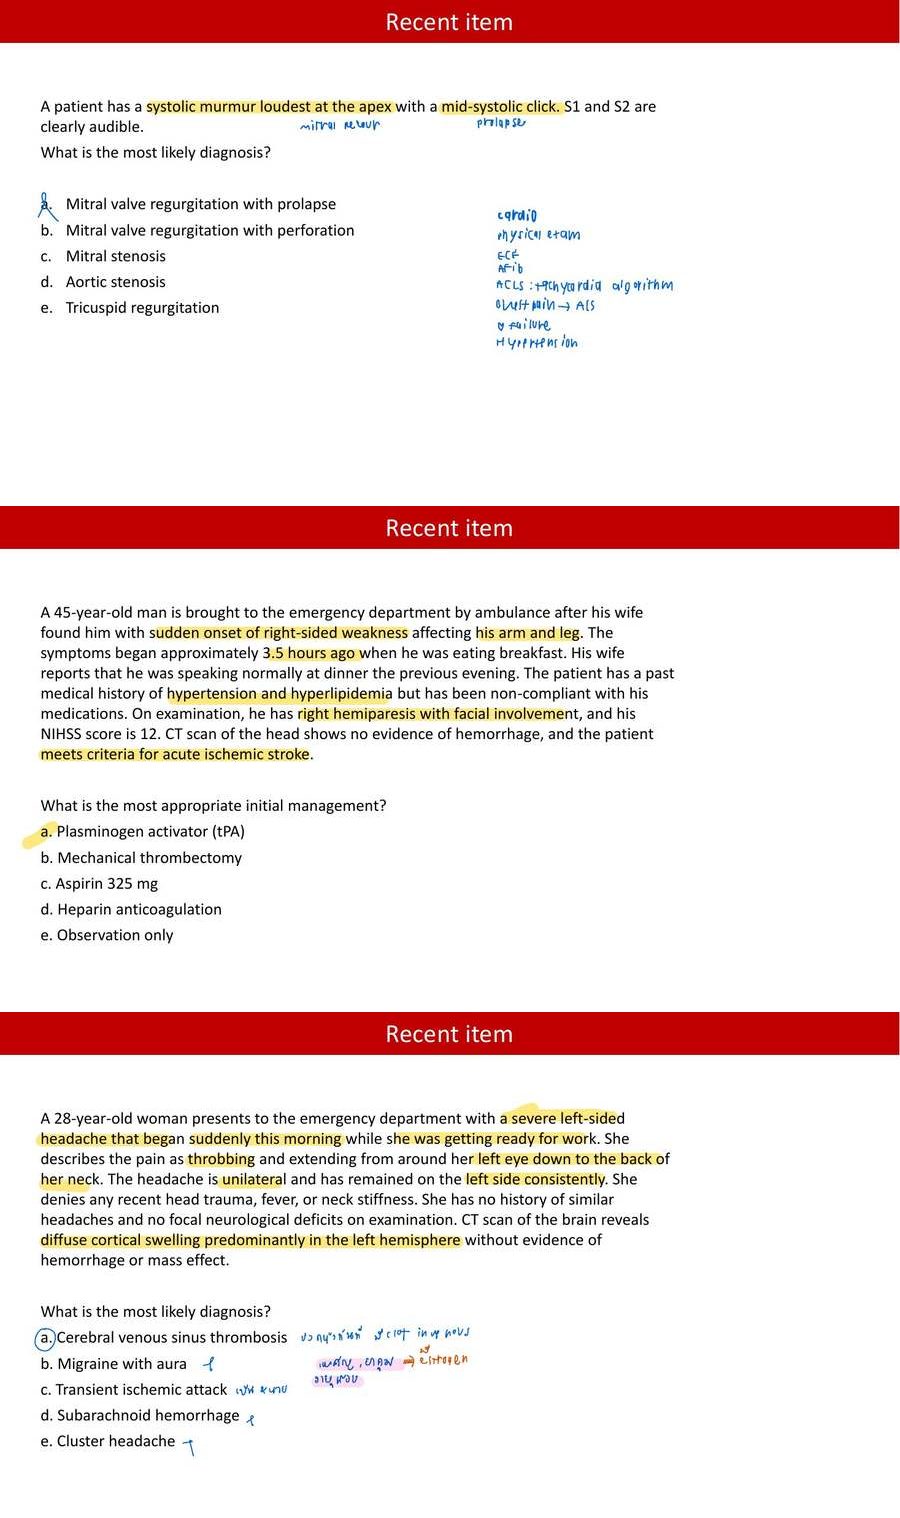 Recent item
A patient has a systolic murmur loudest at the apex with a mid-systolic click. S1 and S2 are
clearly audible.
prolapse
What is the most likely diagnosis?
a. Mitral valve regurgitation with prolapse
b. Mitral valve regurgitation with perforation
c. Mitral stenosis
d. Aortic stenosis
e. Tricuspid regurgitation
cardio
physical exam
AFib
ACLS : tachycardia algorithm
failure
Hypertension
Recent item
A 45-year-old man is brought to the emergency department by ambulance after his wife
found him with sudden onset of right-sided weakness affecting his arm and leg. The
symptoms began approximately 3.5 hours ago when he was eating breakfast. His wife
reports that he was speaking normally at dinner the previous evening. The patient has a past
medical history of hypertension and hyperlipidemia but has been non-compliant with his
medications. On examination, he has right hemiparesis with facial involvement, and his
NIHSS score is 12. CT scan of the head shows no evidence of hemorrhage, and the patient
meets criteria for acute ischemic stroke.
What is the most appropriate initial management?
a. Plasminogen activator (tPA)
b. Mechanical thrombectomy
c. Aspirin 325 mg
d. Heparin anticoagulation
e. Observation only
Recent item
A 28-year-old woman presents to the emergency department with a severe left-sided
headache that began suddenly this morning while she was getting ready for work. She
describes the pain as throbbing and extending from around her left eye down to the back of
her neck. The headache is unilateral and has remained on the left side consistently. She
denies any recent head trauma, fever, or neck stiffness. She has no history of similar
headaches and no focal neurological deficits on examination. CT scan of the brain reveals
diffuse cortical swelling predominantly in the left hemisphere without evidence of
hemorrhage or mass effect.
What is the most likely diagnosis?
a. Cerebral venous sinus thrombosis
b. Migraine with aura
estrogen
c. Transient ischemic attack
d. Subarachnoid hemorrhage
e. Cluster headache